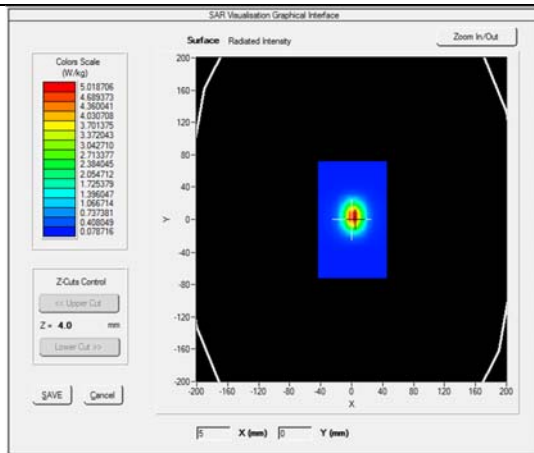 SAR Visualisation Graphical Interface
Surface Radiated Intensity
Zoom In/Out
Colors Scale
(W/kg)
5.018706
4.689373
4.360041
4.030708
3.701375
3.372043
3.042710
2.713377
2.384045
2.054712
1.725379
1.396047
1.066714
0.737381
0.408049
0.078716
200-
160-
120-
80-
40-
0-
-40-
-80-
-120-
-160-
-200-
Y
-200 -160 -120 -80 -40 0 40 80 120 160 200
X
Z-Cuts Control
<< Upper Cut
Z = 4.0 mm
Lower Cut >>
SAVE Cancel
5 X (mm) 0 Y (mm)